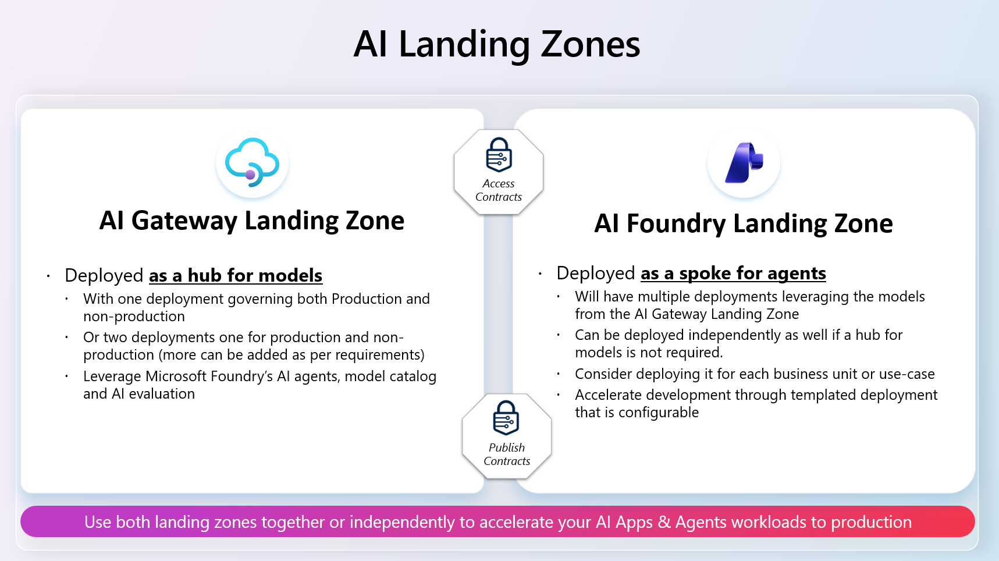 AI Landing Zones
AI Gateway Landing Zone
· Deployed as a hub for models
· With one deployment governing both Production and
non-production
· Or two deployments one for production and non-
production (more can be added as per requirements)
· Leverage Microsoft Foundry’s AI agents, model catalog
and AI evaluation
Access
Contracts
Publish
Contracts
AI Foundry Landing Zone
· Deployed as a spoke for agents
· Will have multiple deployments leveraging the models
from the AI Gateway Landing Zone
· Can be deployed independently as well if a hub for
models is not required.
· Consider deploying it for each business unit or use-case
· Accelerate development through templated deployment
that is configurable
Use both landing zones together or independently to accelerate your AI Apps & Agents workloads to production